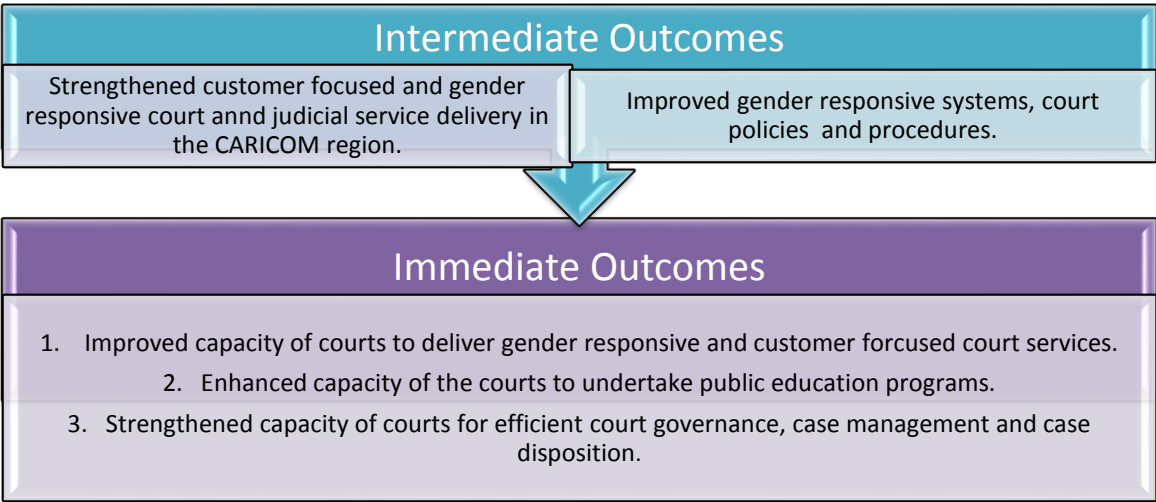 Intermediate Outcomes
Strengthened customer focused and gender
responsive court annd judicial service delivery in
the CARICOM region.
Improved gender responsive systems, court
policies and procedures.
Immediate Outcomes
1. Improved capacity of courts to deliver gender responsive and customer forcused court services.
2. Enhanced capacity of the courts to undertake public education programs.
3. Strengthened capacity of courts for efficient court governance, case management and case
disposition.